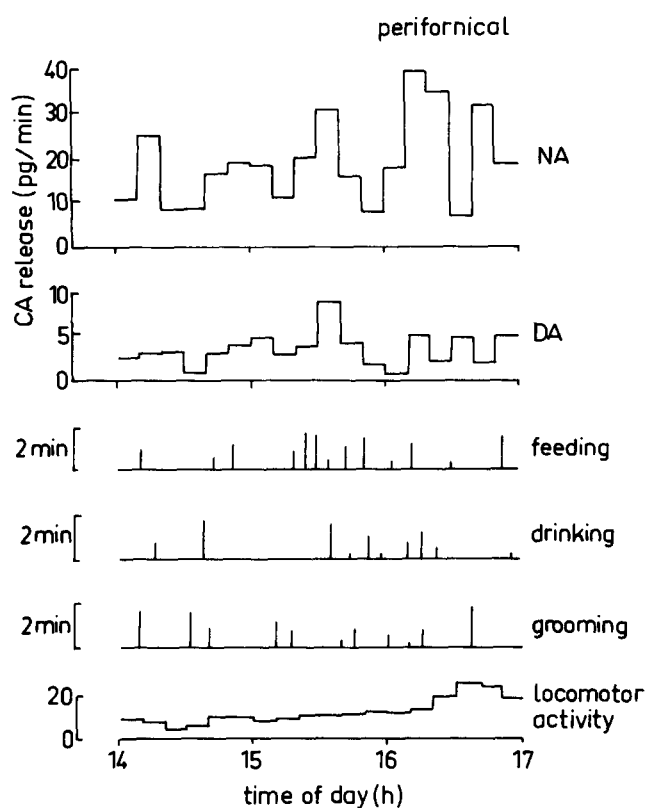 perifornical
40
30
20
10
0
NA
CA release (pg/min)
10
5
0
DA
2 min
feeding
2 min
drinking
2 min
grooming
20
0
locomotor
activity
14 15 16 17
time of day (h)